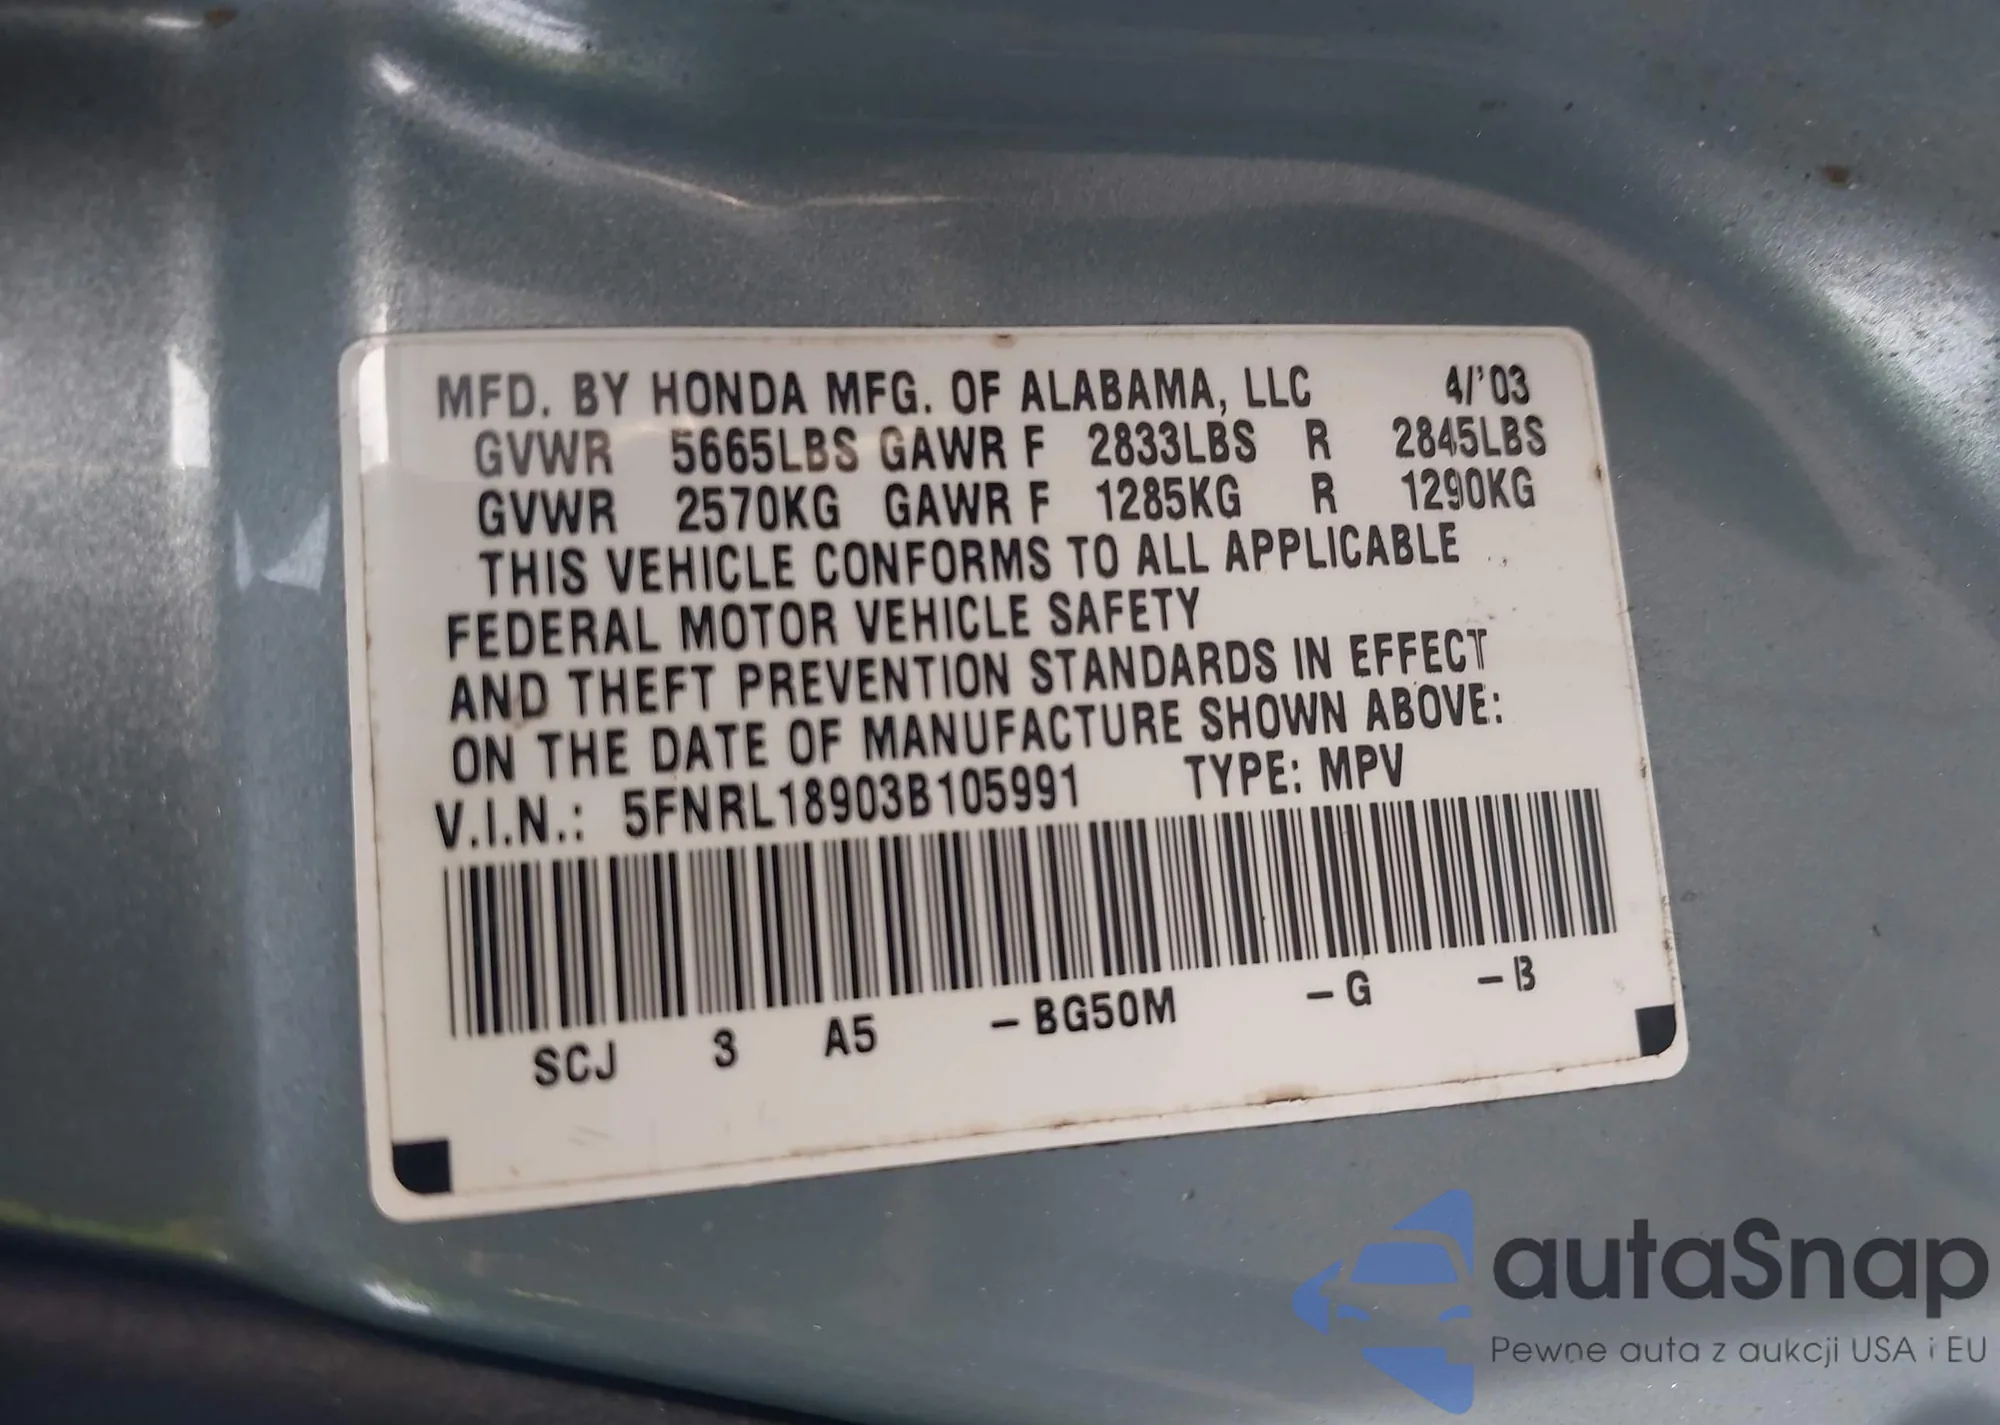 MFD. BY HONDA MFG. OF ALABAMA, LLC 4/'03
GVWR 5665LBS GAWR F 2833LBS R 2845LBS
GVWR 2570KG GAWR F 1285KG R 1290KG
THIS VEHICLE CONFORMS TO ALL APPLICABLE
FEDERAL MOTOR VEHICLE SAFETY
AND THEFT PREVENTION STANDARDS IN EFFECT
ON THE DATE OF MANUFACTURE SHOWN ABOVE:
V.I.N.: 5FNRL18903B105991 TYPE: MPV
SCJ 3 A5 -BG50M -G -B
autaSnap
Pewne auta z aukcji USA i EU